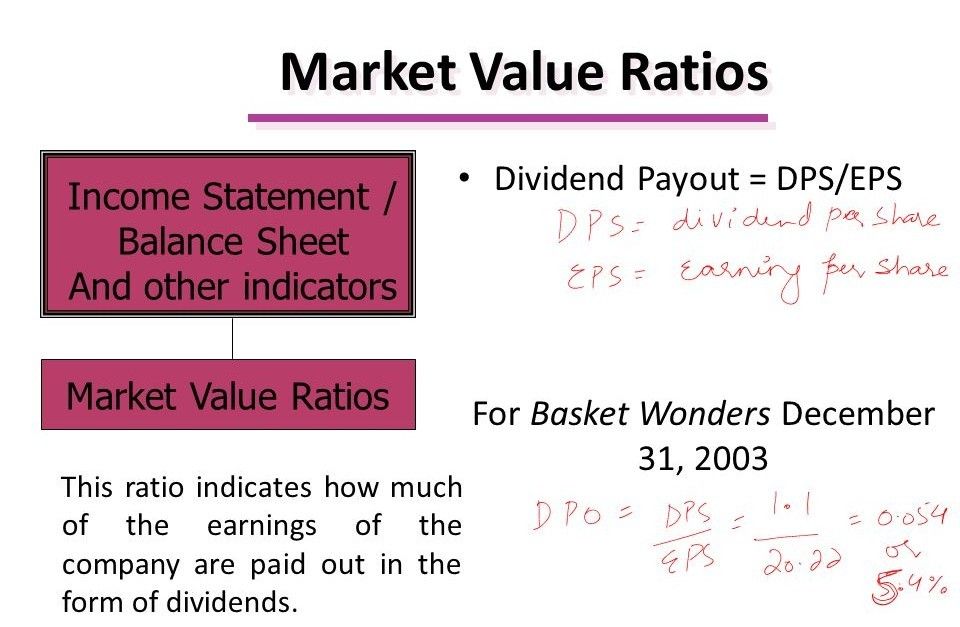 Market Value Ratios
Income Statement /
Balance Sheet
And other indicators
Market Value Ratios
This ratio indicates how much
of the earnings of the
company are paid out in the
form of dividends.
• Dividend Payout = DPS/EPS
DPS = dividend per share
EPS = Earning per share
For Basket Wonders December
31, 2003
DPO = DPS/EPS = 1.1/20.22 = 0.054
or
5.4%